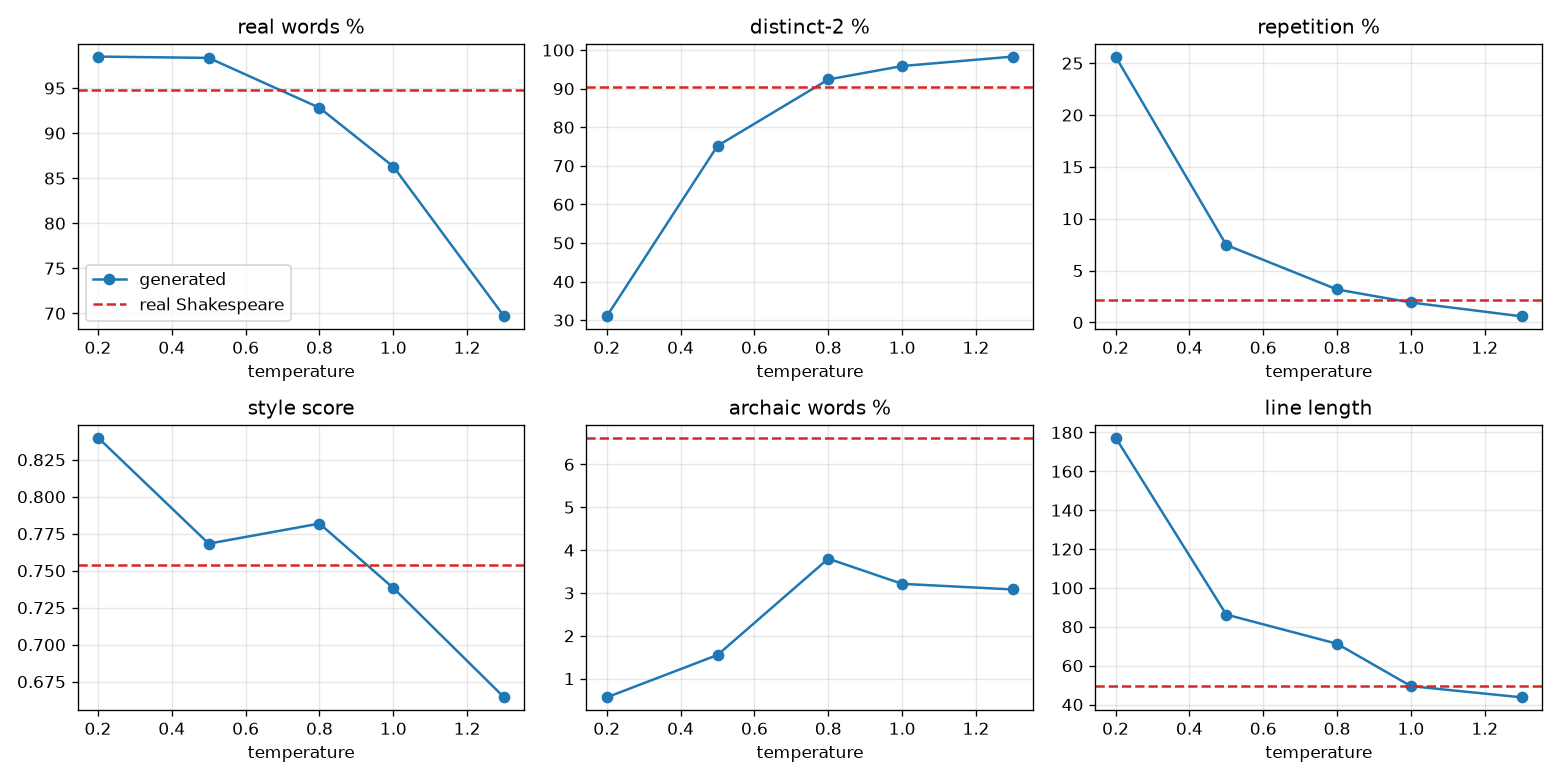 real words %
95
90
85
80
75
70
generated
real Shakespeare
0.2 0.4 0.6 0.8 1.0 1.2
temperature
distinct-2 %
100
90
80
70
60
50
40
30
0.2 0.4 0.6 0.8 1.0 1.2
temperature
repetition %
25
20
15
10
5
0
0.2 0.4 0.6 0.8 1.0 1.2
temperature
style score
0.825
0.800
0.775
0.750
0.725
0.700
0.675
0.2 0.4 0.6 0.8 1.0 1.2
temperature
archaic words %
6
5
4
3
2
1
0.2 0.4 0.6 0.8 1.0 1.2
temperature
line length
180
160
140
120
100
80
60
40
0.2 0.4 0.6 0.8 1.0 1.2
temperature